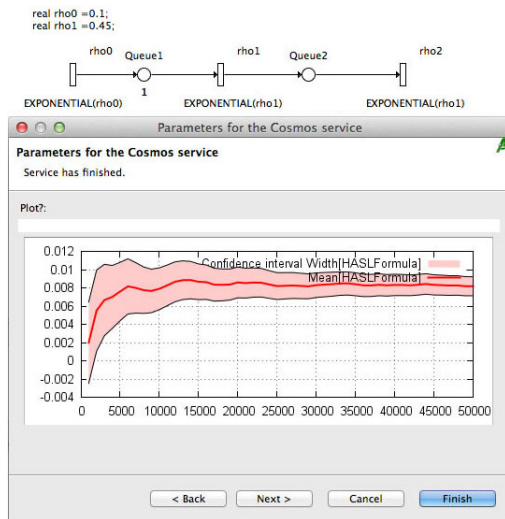 real rho0 =0.1;
real rho1 =0.45;
rho0 Queue1 rho1 Queue2 rho2
1
EXPONENTIAL(rho0) EXPONENTIAL(rho1) EXPONENTIAL(rho1)
Parameters for the Cosmos service
Parameters for the Cosmos service
Service has finished.
Plot?:
Confidence interval Width[HASLFormula]
Mean[HASLFormula]
0.012
0.01
0.008
0.006
0.004
0.002
0
-0.002
-0.004
0 5000 10000 15000 20000 25000 30000 35000 40000 45000 50000
< Back Next > Cancel Finish